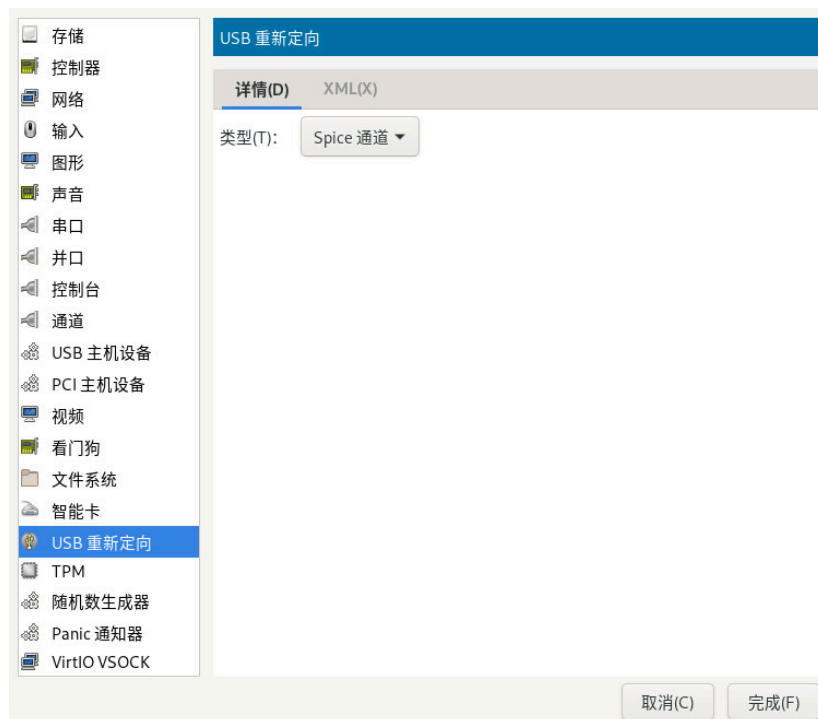 存储
控制器
网络
输入
图形
声音
串口
并口
控制台
通道
USB 主机设备
PCI 主机设备
视频
看门狗
文件系统
智能卡
USB 重新定向
TPM
随机数生成器
Panic 通知器
VirtIO VSOCK
USB 重新定向
详情(D) XML(X)
类型(T): Spice 通道
取消(C) 完成(F)